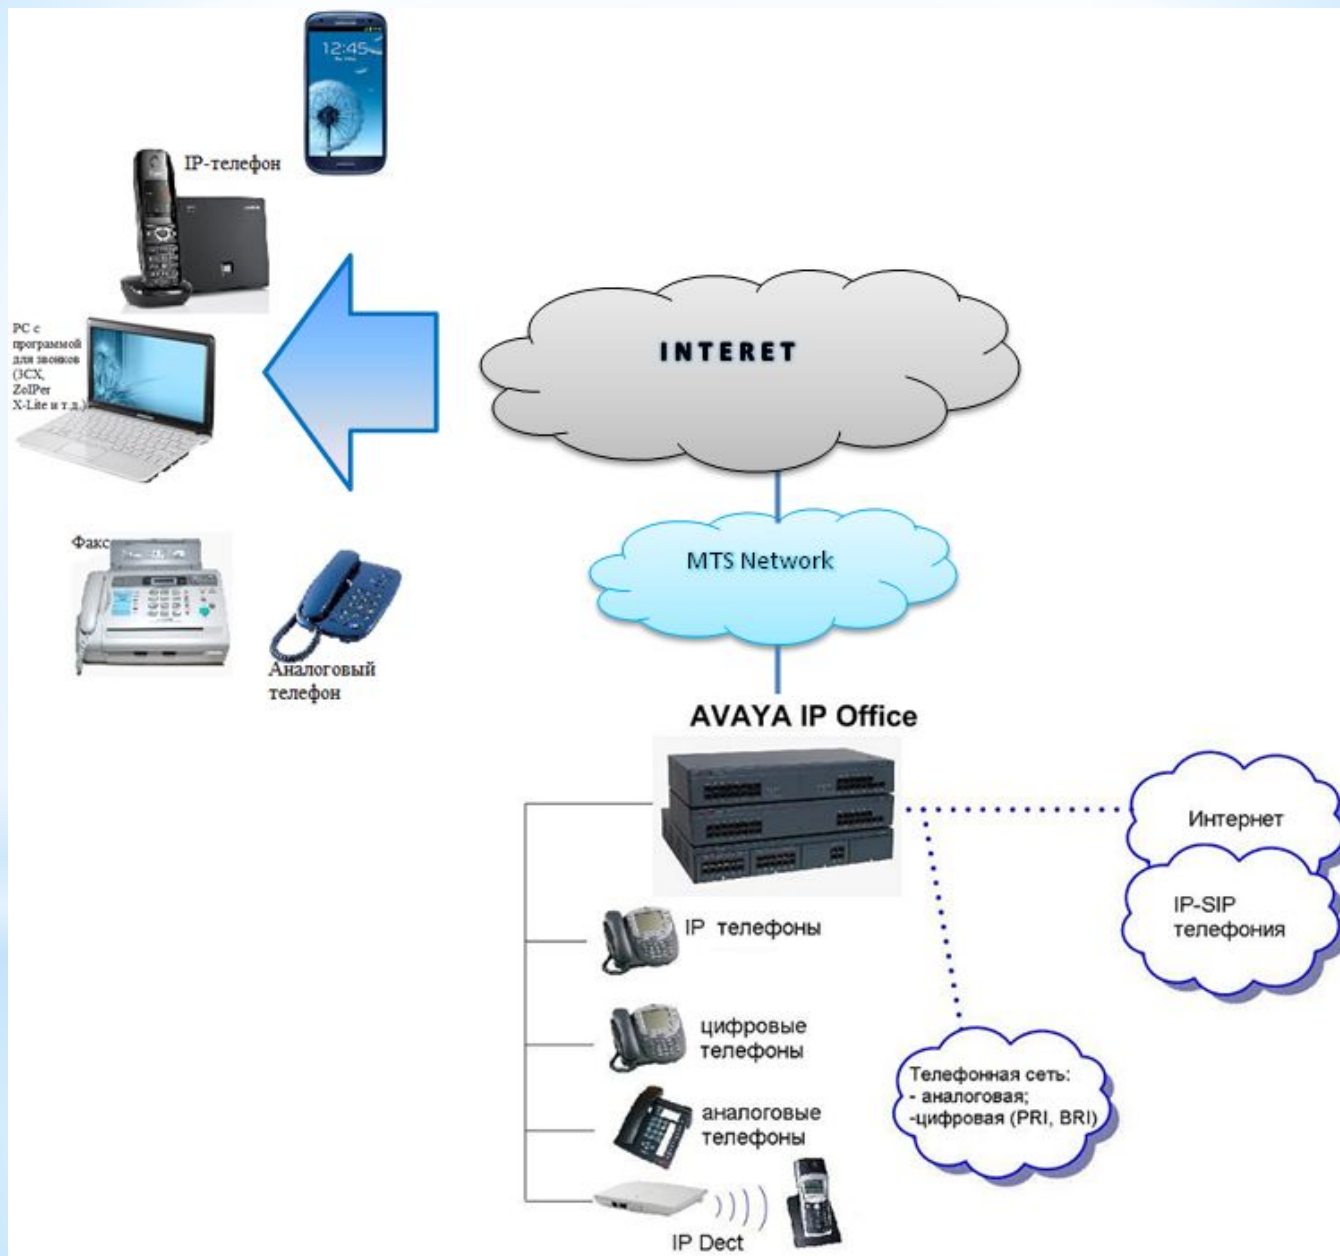 12:45
IP-телефон
PC с
программой
для звонков
(3CX,
ZoIPer
X-Lite и т.д.)
INTERET
MTS Network
Факс
Аналоговый
телефон
AVAYA IP Office
Интернет
IP-SIP
телефония
IP телефоны
цифровые
телефоны
Телефонная сеть:
- аналоговая;
-цифровая (PRI, BRI)
аналоговые
телефоны
IP Dect